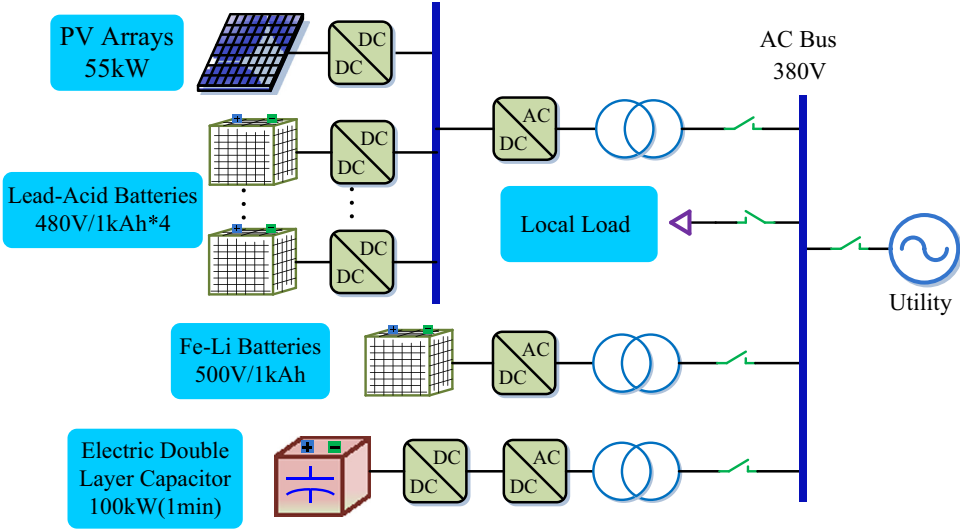 PV Arrays
55kW
DC
DC
AC Bus
380V
DC
DC
AC
DC
Lead-Acid Batteries
480V/1kAh*4
DC
DC
Local Load
Utility
Fe-Li Batteries
500V/1kAh
AC
DC
Electric Double
Layer Capacitor
100kW(1min)
DC
DC
AC
DC